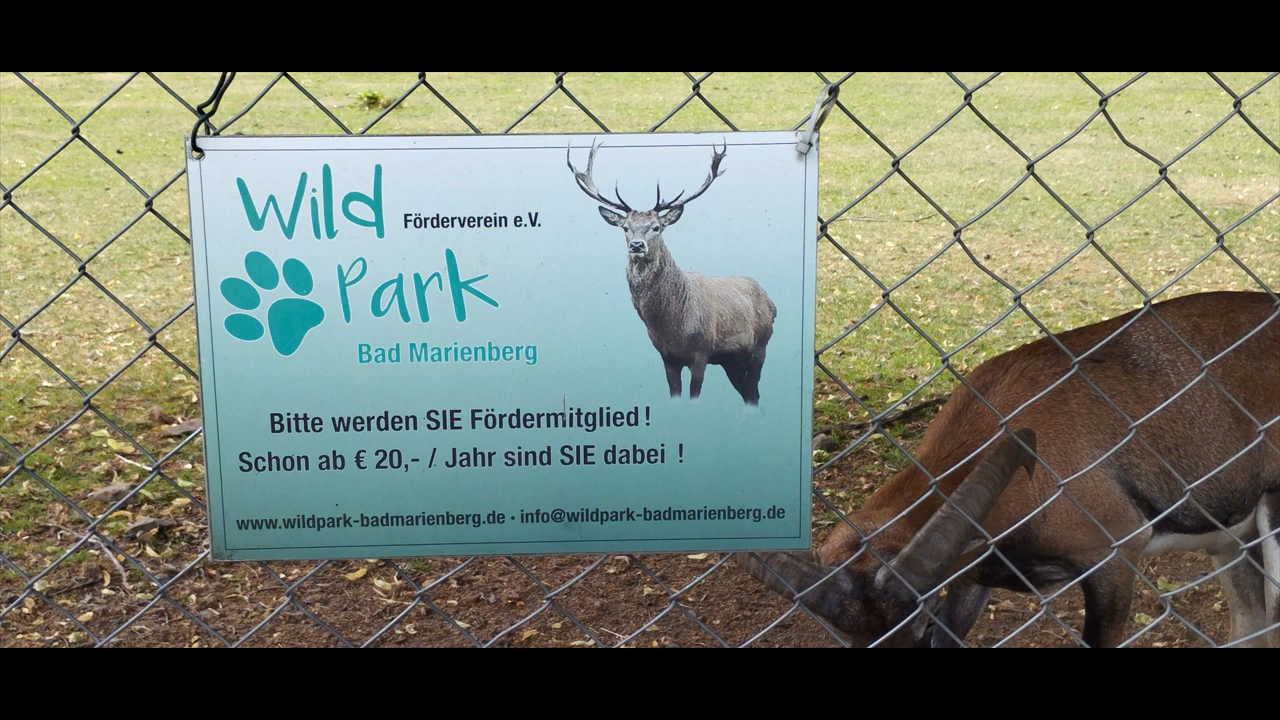 Wild
Förderverein e.V.
Park
Bad Marienberg
Bitte werden SIE Fördermitglied!
Schon ab € 20,- / Jahr sind SIE dabei !
www.wildpark-badmarienberg.de · info@wildpark-badmarienberg.de